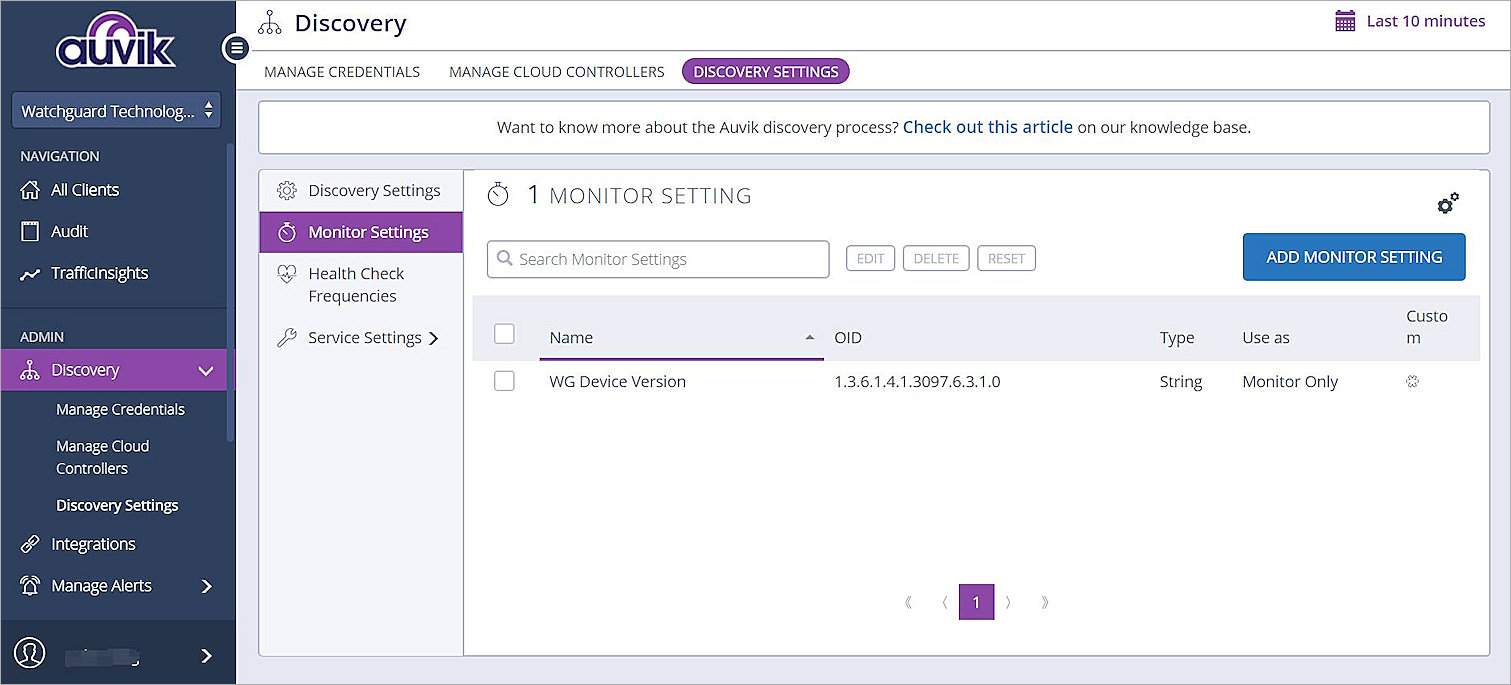 auvik
Watchguard Technolog...
NAVIGATION
All Clients
Audit
TrafficInsights
ADMIN
Discovery
Manage Credentials
Manage Cloud
Controllers
Discovery Settings
Integrations
Manage Alerts
Discovery
Last 10 minutes
MANAGE CREDENTIALS
MANAGE CLOUD CONTROLLERS
DISCOVERY SETTINGS
Want to know more about the Auvik discovery process? Check out this article on our knowledge base.
Discovery Settings
Monitor Settings
Health Check
Frequencies
Service Settings
1 MONITOR SETTING
Search Monitor Settings
EDIT
DELETE
RESET
ADD MONITOR SETTING
Name
OID
Type
Use as
Custo
m
WG Device Version
1.3.6.1.4.1.3097.6.3.1.0
String
Monitor Only
1